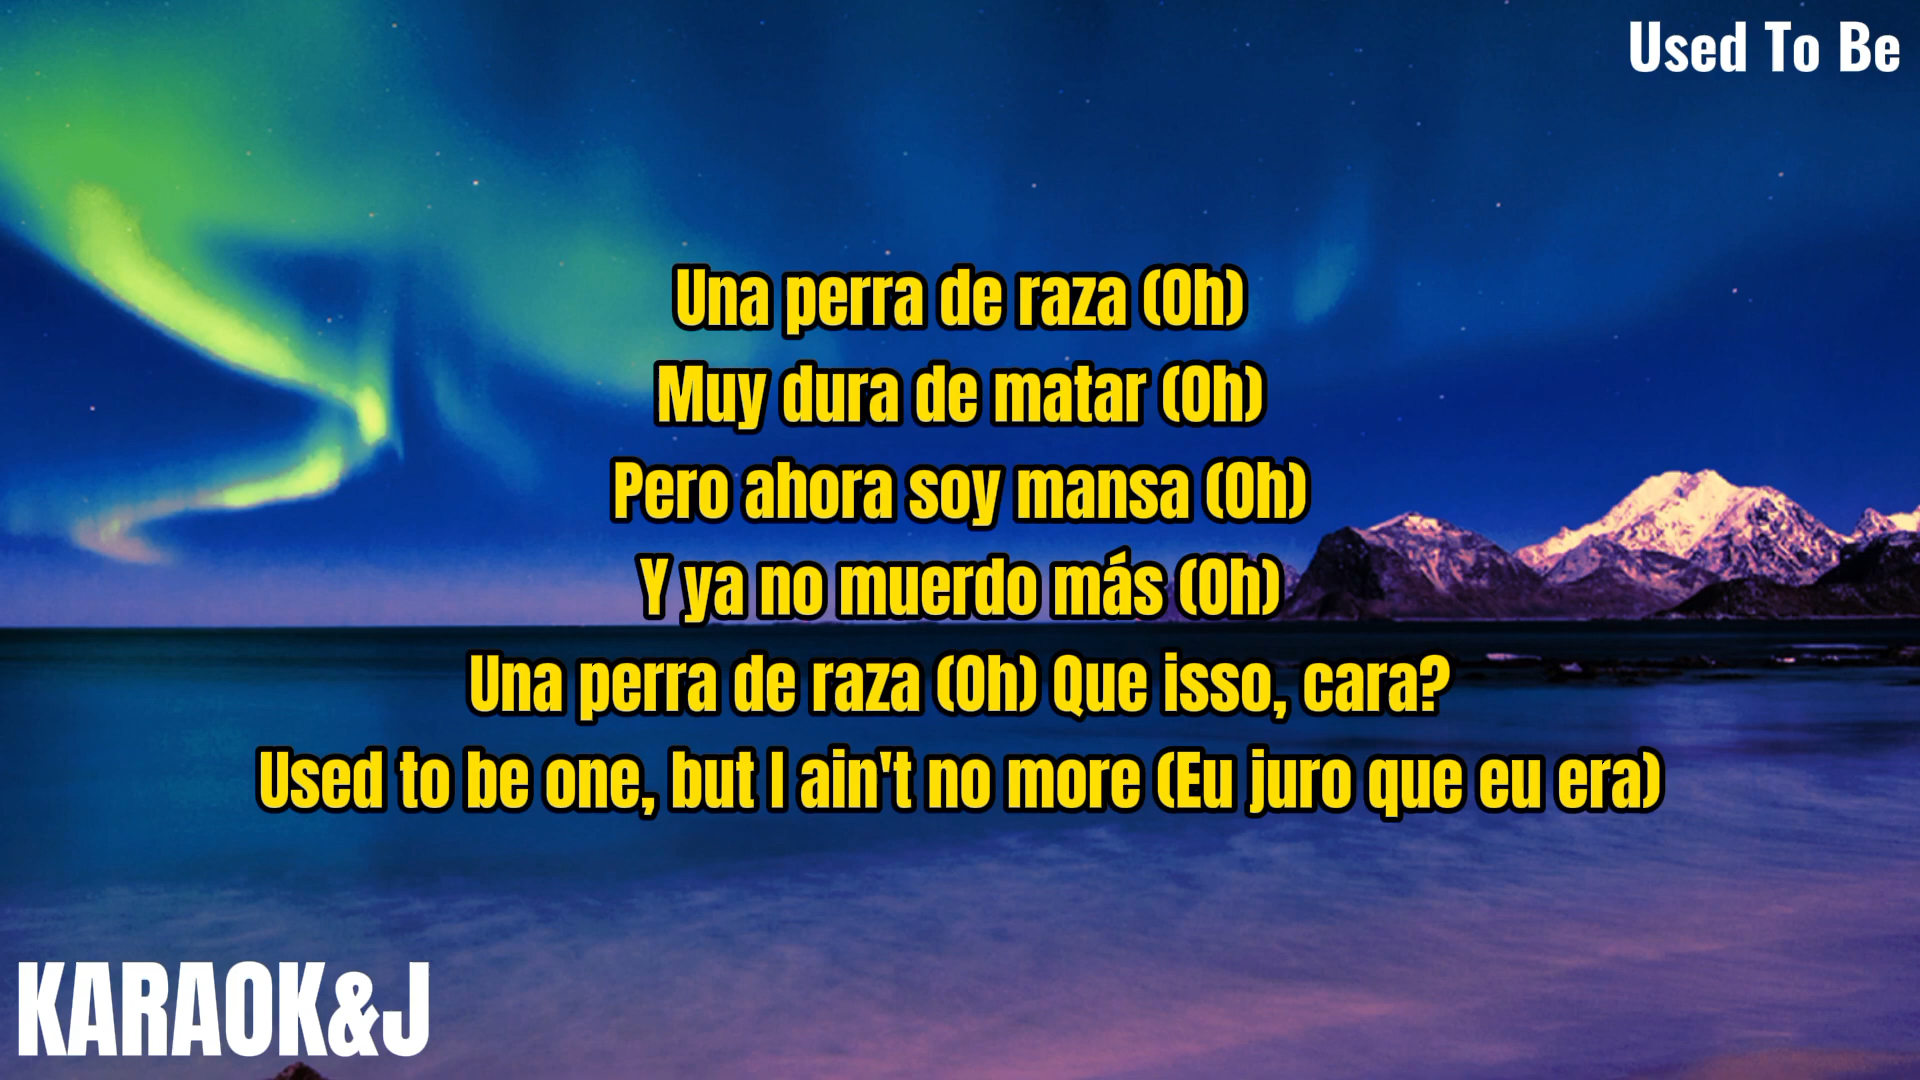 Used To Be
Una perra de raza (Oh)
Muy dura de matar (Oh)
Pero ahora soy mansa (Oh)
Y ya no muerdo más (Oh)
Una perra de raza (Oh) Que isso, cara?
Used to be one, but I ain't no more (Eu juro que eu era)
KARAOK&J